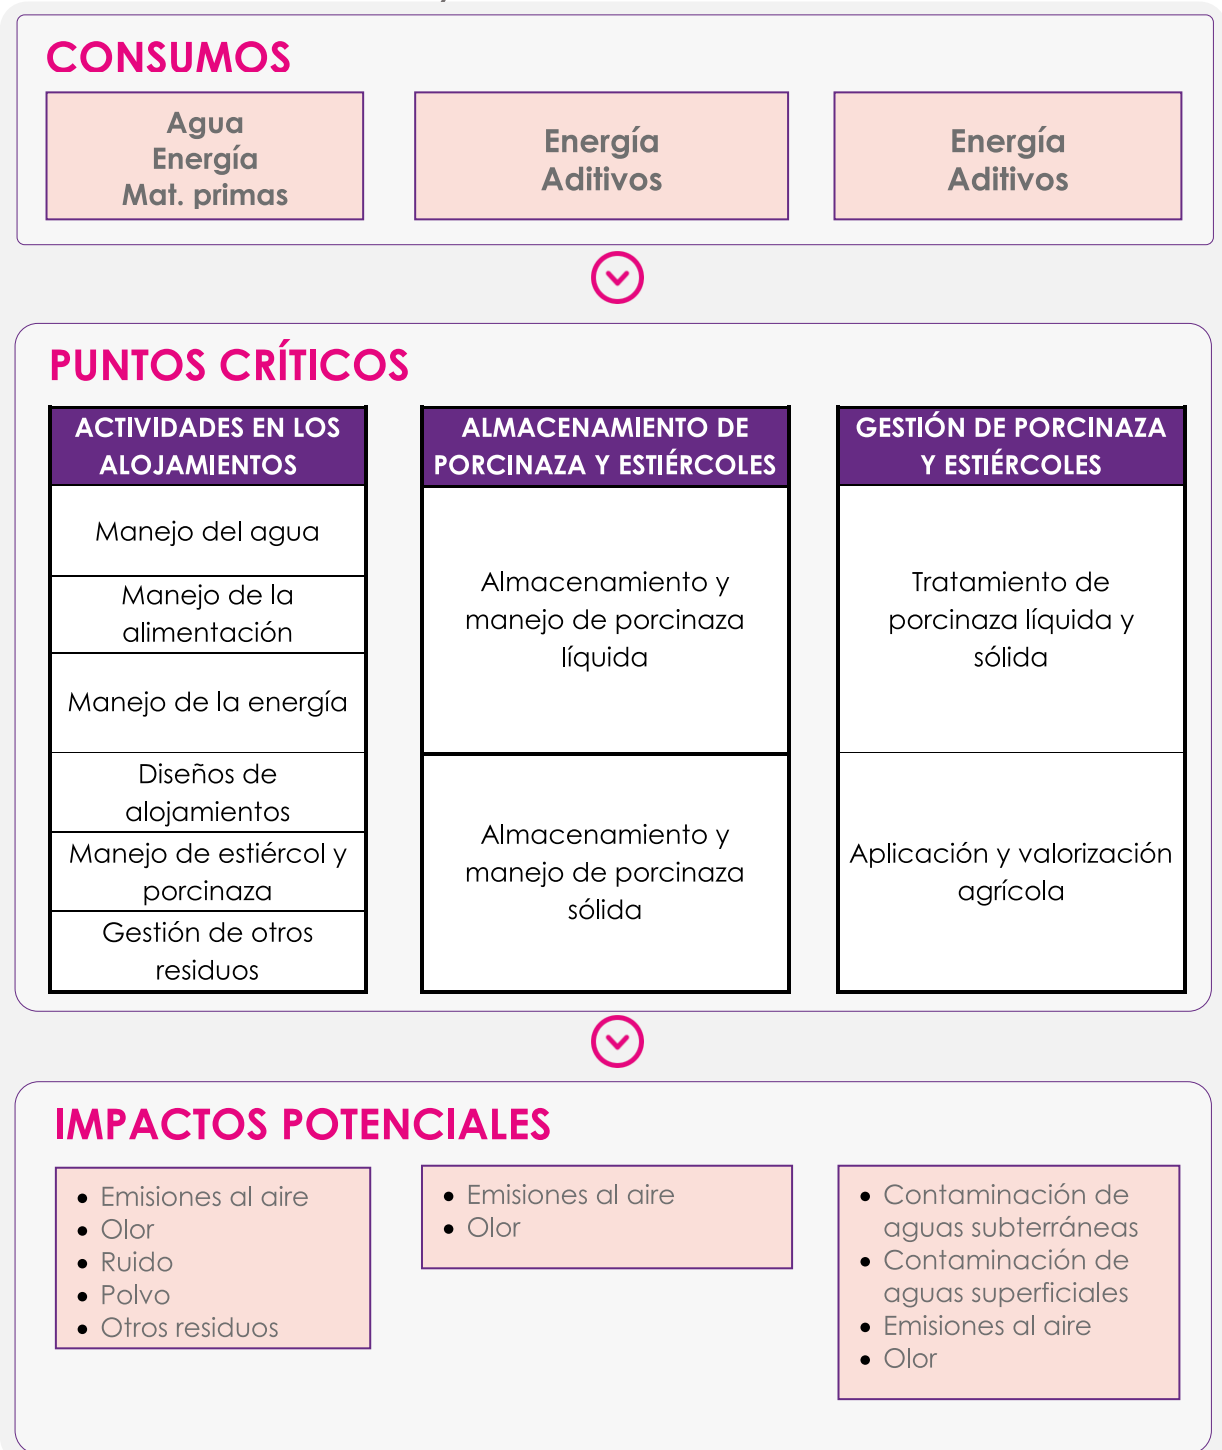 CONSUMOS
Agua
Energía
Mat. primas
Energía
Aditivos
Energía
Aditivos
PUNTOS CRÍTICOS
ACTIVIDADES EN LOS
ALOJAMIENTOS
Manejo del agua
Manejo de la
alimentación
Manejo de la energía
Diseños de
alojamientos
Manejo de estiércol y
porcinaza
Gestión de otros
residuos
ALMACENAMIENTO DE
PORCINAZA Y ESTIÉRCOLES
Almacenamiento y
manejo de porcinaza
líquida
Almacenamiento y
manejo de porcinaza
sólida
GESTIÓN DE PORCINAZA
Y ESTIÉRCOLES
Tratamiento de
porcinaza líquida y
sólida
Aplicación y valorización
agrícola
IMPACTOS POTENCIALES
• Emisiones al aire
• Olor
• Ruido
• Polvo
• Otros residuos
• Emisiones al aire
• Olor
• Contaminación de
aguas subterráneas
• Contaminación de
aguas superficiales
• Emisiones al aire
• Olor